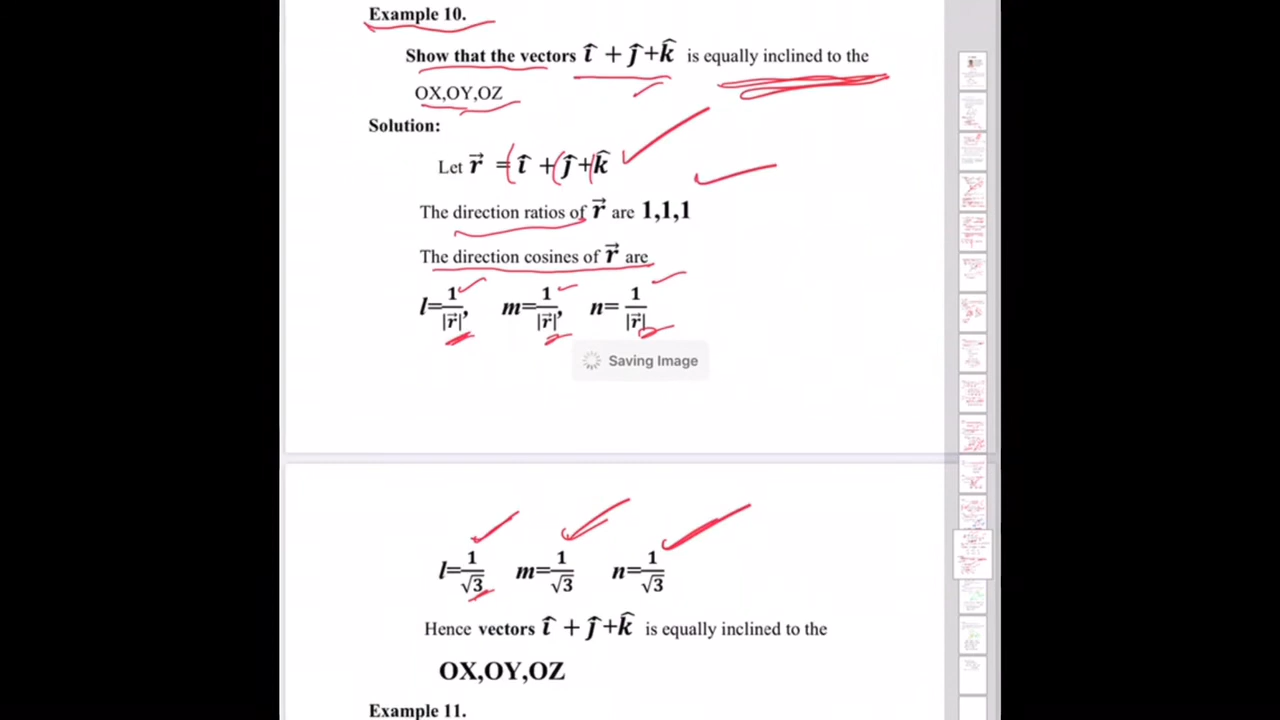 Example 10.
Show that the vectors î + ĵ+k̂ is equally inclined to the
OX,OY,OZ
Solution:
Let r⃗ = î + ĵ+k̂
The direction ratios of r⃗ are 1,1,1
The direction cosines of r⃗ are
l=1/|r⃗|, m=1/|r⃗|, n= 1/|r⃗|
Saving Image
l=1/√3 m=1/√3 n=1/√3
Hence vectors î + ĵ+k̂ is equally inclined to the
OX,OY,OZ
Example 11.